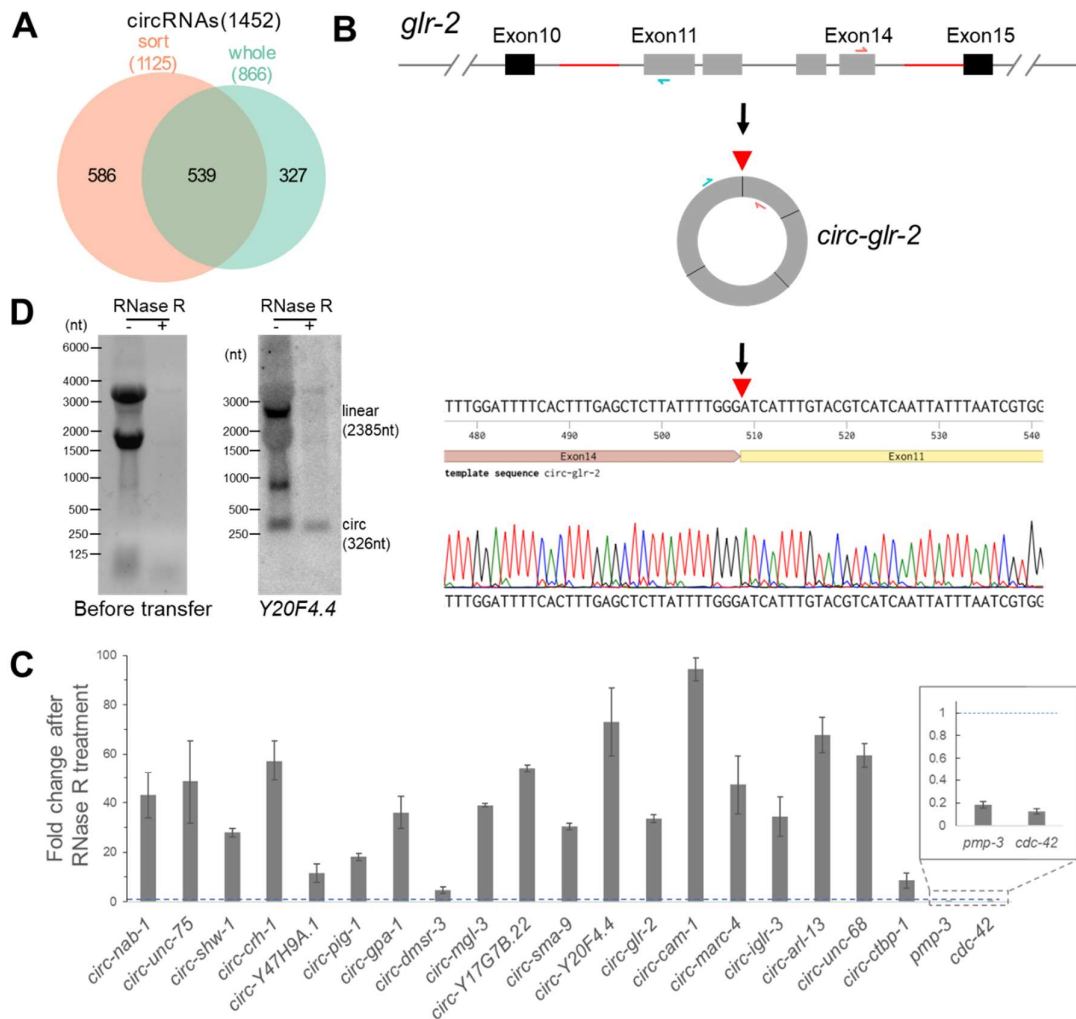 A
circRNAs(1452)
sort
(1125)
whole
(866)
586
539
327
B
glr-2
Exon10
Exon11
Exon14
Exon15
circ-glr-2
TTTGGATTTTCACTTTGAGCTCTTATTTTGGGATCATTTGTACGTCATCAATTATTTAATCGTGG
480 490 500 510 520 530 540
Exon14
Exon11
template sequence circ-glr-2
TTTGGATTTTCACTTTGAGCTCTTATTTTGGGATCATTTGTACGTCATCAATTATTTAATCGTGG
D
RNase R
(nt) - +
6000
4000
3000
2000
1500
1000
500
250
125
Before transfer
RNase R
- +
(nt)
3000
2000
1500
1000
500
250
linear
(2385nt)
circ
(326nt)
Y20F4.4
C
Fold change after
RNase R treatment
100
80
60
40
20
0
circ-nab-1
circ-unc-75
circ-shw-1
circ-crh-1
circ-Y47H9A.1
circ-pig-1
circ-gpa-1
circ-dmsr-3
circ-mgl-3
circ-Y17G7B.22
circ-sma-9
circ-Y20F4.4
circ-glr-2
circ-cam-1
circ-marc-4
circ-iglr-3
circ-arl-13
circ-unc-68
circ-ctbp-1
pmp-3
cdc-42
1
0.8
0.6
0.4
0.2
0
pmp-3
cdc-42